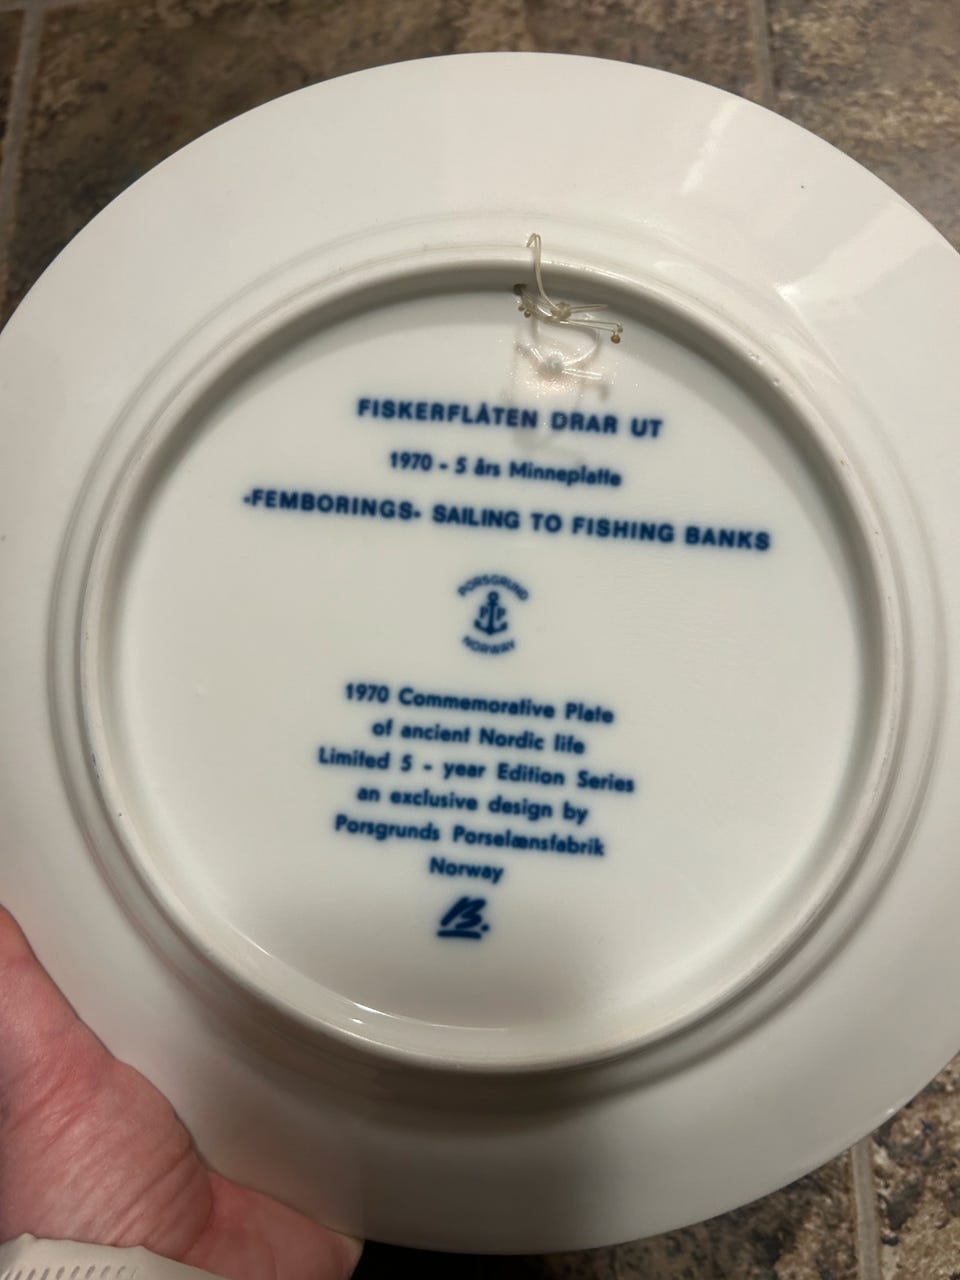 FISKERFLÅTEN DRAR UT
1970 - 5 års Minneplatte
«FEMBORINGS» SAILING TO FISHING BANKS
PORSGRUND
PP
NORWAY
1970 Commemorative Plate
of ancient Nordic life
Limited 5 - year Edition Series
an exclusive design by
Porsgrunds Porselænsfabrik
Norway
B.